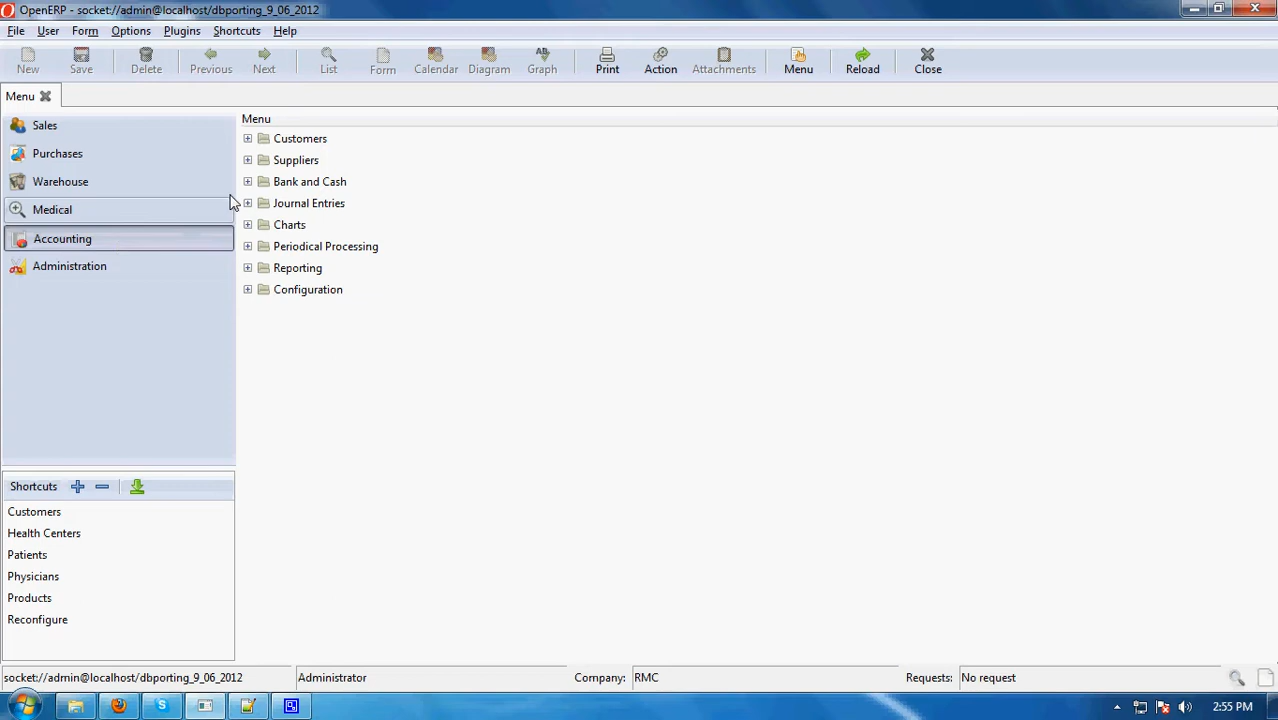 OpenERP - socket://admin@localhost/dbporting_9_06_2012
File User Form Options Plugins Shortcuts Help
New Save Delete Previous Next List Form Calendar Diagram Graph Print Action Attachments Menu Reload Close
Menu
Sales
Purchases
Warehouse
Medical
Accounting
Administration
Menu
Customers
Suppliers
Bank and Cash
Journal Entries
Charts
Periodical Processing
Reporting
Configuration
Shortcuts
Customers
Health Centers
Patients
Physicians
Products
Reconfigure
socket://admin@localhost/dbporting_9_06_2012 Administrator Company: RMC Requests: No request
2:55 PM